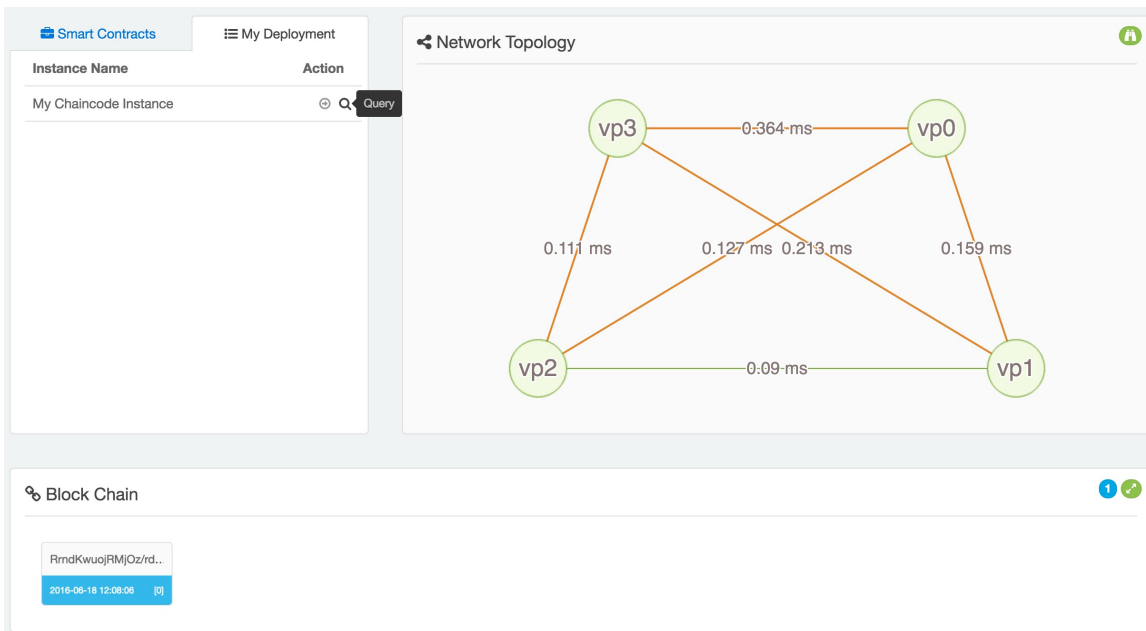 Smart Contracts
My Deployment
Instance Name Action
My Chaincode Instance
Query
Network Topology
vp3 0.364 ms vp0
0.111 ms 0.127 ms 0.213 ms 0.159 ms
vp2 0.09 ms vp1
Block Chain
1
RrndKwuojRMjOz/rd..
2016-06-18 12:08:06 [0]